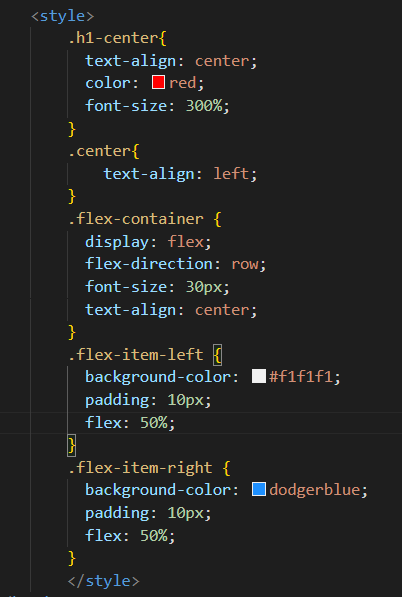 <style>
.h1-center{
text-align: center;
color: red;
font-size: 300%;
}
.center{
text-align: left;
}
.flex-container {
display: flex;
flex-direction: row;
font-size: 30px;
text-align: center;
}
.flex-item-left {
background-color: #f1f1f1;
padding: 10px;
flex: 50%;
}
.flex-item-right {
background-color: dodgerblue;
padding: 10px;
flex: 50%;
}
</style>